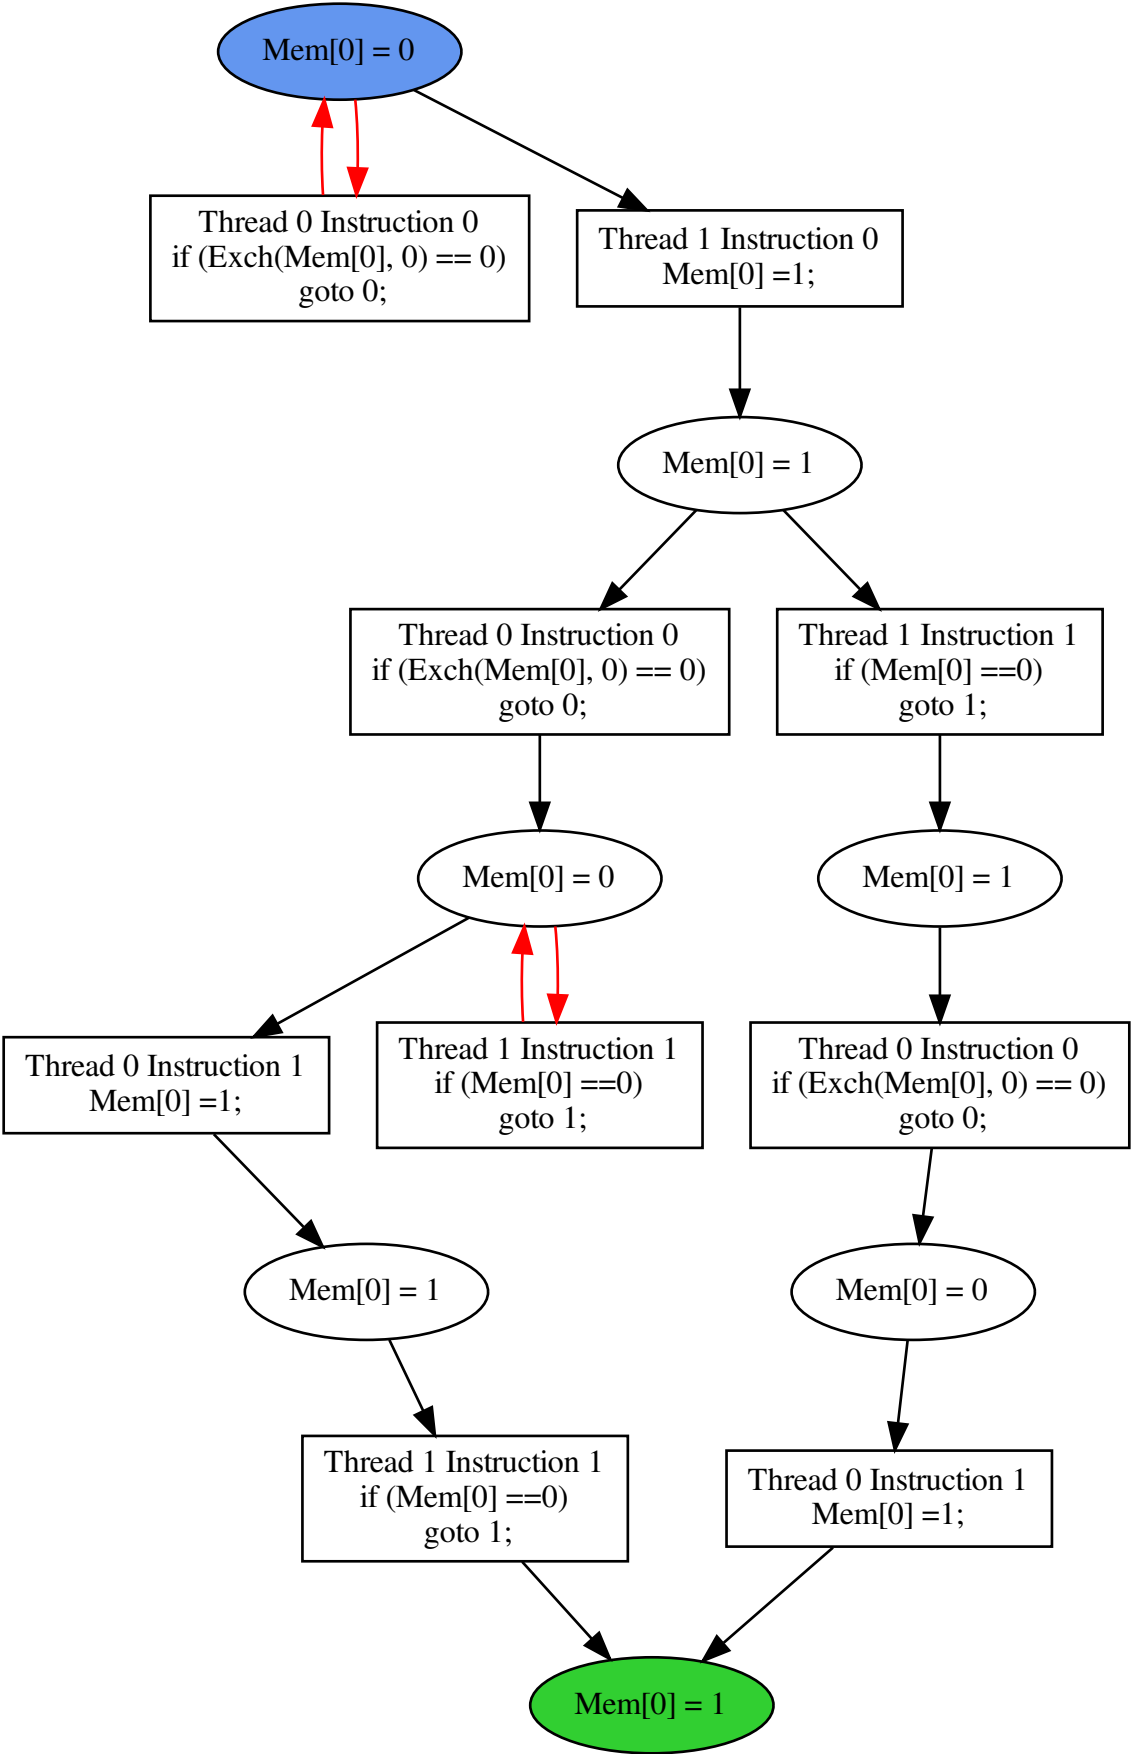 Mem[0] = 0
Thread 0 Instruction 0
if (Exch(Mem[0], 0) == 0)
goto 0;
Thread 1 Instruction 0
Mem[0] =1;
Mem[0] = 1
Thread 0 Instruction 0
if (Exch(Mem[0], 0) == 0)
goto 0;
Thread 1 Instruction 1
if (Mem[0] ==0)
goto 1;
Mem[0] = 0
Mem[0] = 1
Thread 0 Instruction 1
Mem[0] =1;
Thread 1 Instruction 1
if (Mem[0] ==0)
goto 1;
Thread 0 Instruction 0
if (Exch(Mem[0], 0) == 0)
goto 0;
Mem[0] = 1
Mem[0] = 0
Thread 1 Instruction 1
if (Mem[0] ==0)
goto 1;
Thread 0 Instruction 1
Mem[0] =1;
Mem[0] = 1